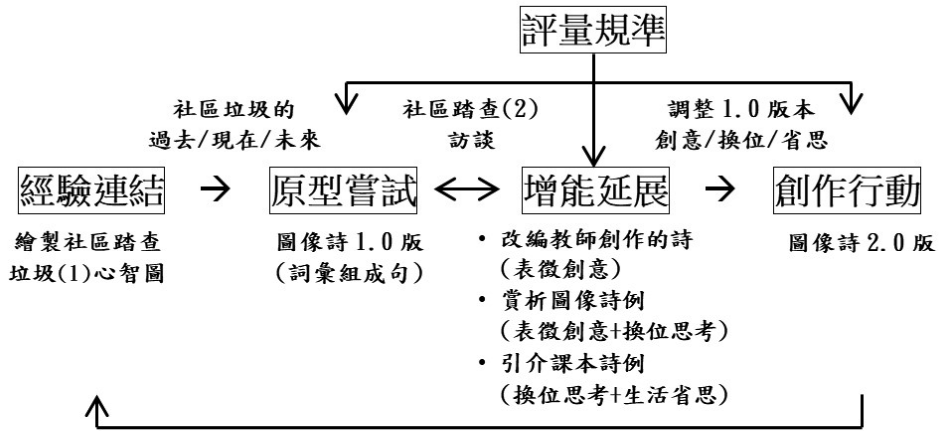 評量規準
社區垃圾的
過去/現在/未來
社區踏查(2)
訪談
調整1.0版本
創意/換位/省思
經驗連結
原型嘗試
增能延展
創作行動
繪製社區踏查
垃圾(1)心智圖
圖像詩1.0版
(詞彙組成句)
• 改編教師創作的詩
(表徵創意)
• 賞析圖像詩例
(表徵創意+換位思考)
• 引介課本詩例
(換位思考+生活省思)
圖像詩2.0版